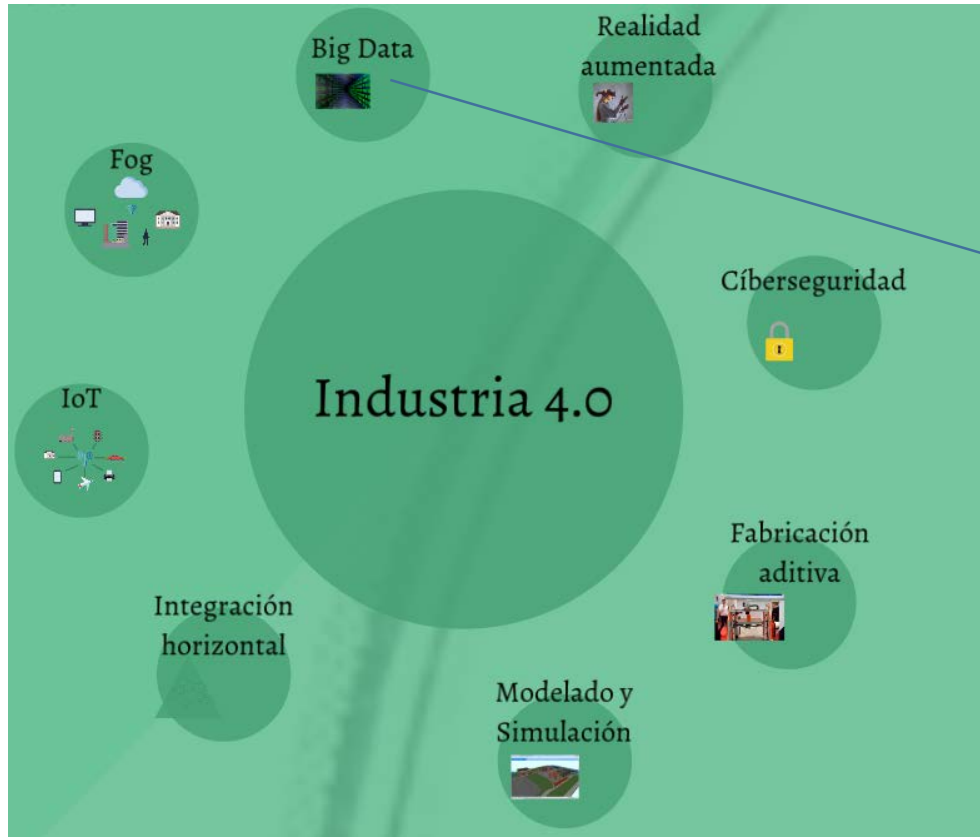 Big Data
Realidad
aumentada
Fog
Cíberseguridad
Industria 4.0
IoT
Fabricación
aditiva
Integración
horizontal
Modelado y
Simulación